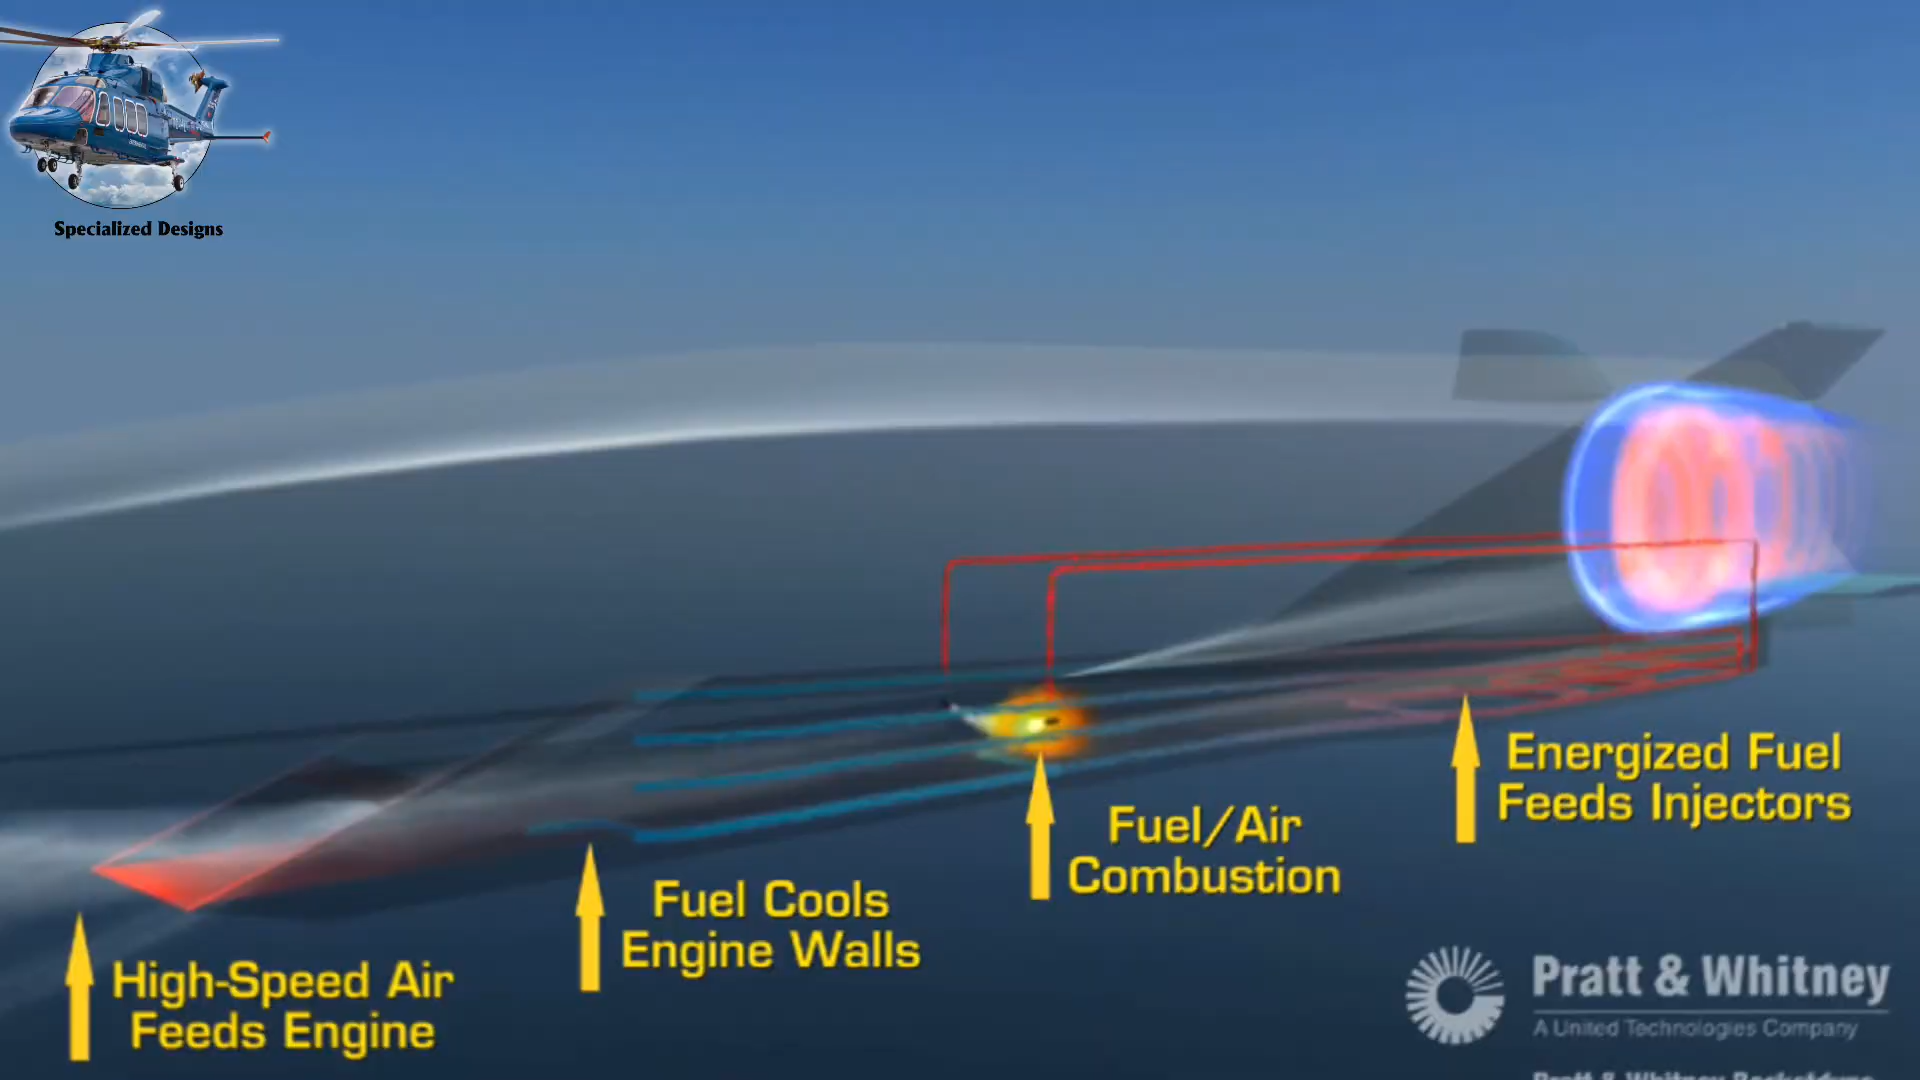 Specialized Designs
Energized Fuel
Feeds Injectors
Fuel/Air
Combustion
Fuel Cools
Engine Walls
High-Speed Air
Feeds Engine
Pratt & Whitney
A United Technologies Company